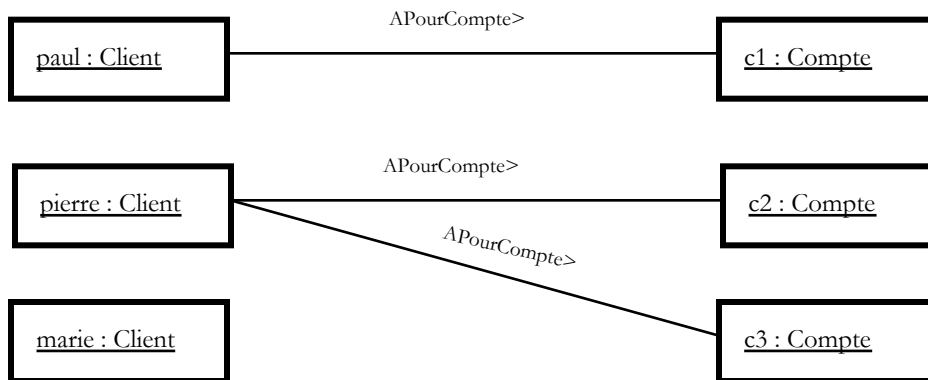 APourCompte>
paul : Client
c1 : Compte
APourCompte>
pierre : Client
c2 : Compte
APourCompte>
marie : Client
c3 : Compte